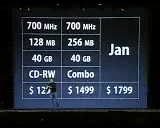 700 MHz 700 MHz
128 MB 256 MB
Jan
40 GB 40 GB
CD-RW Combo
$ 1499 $ 1799